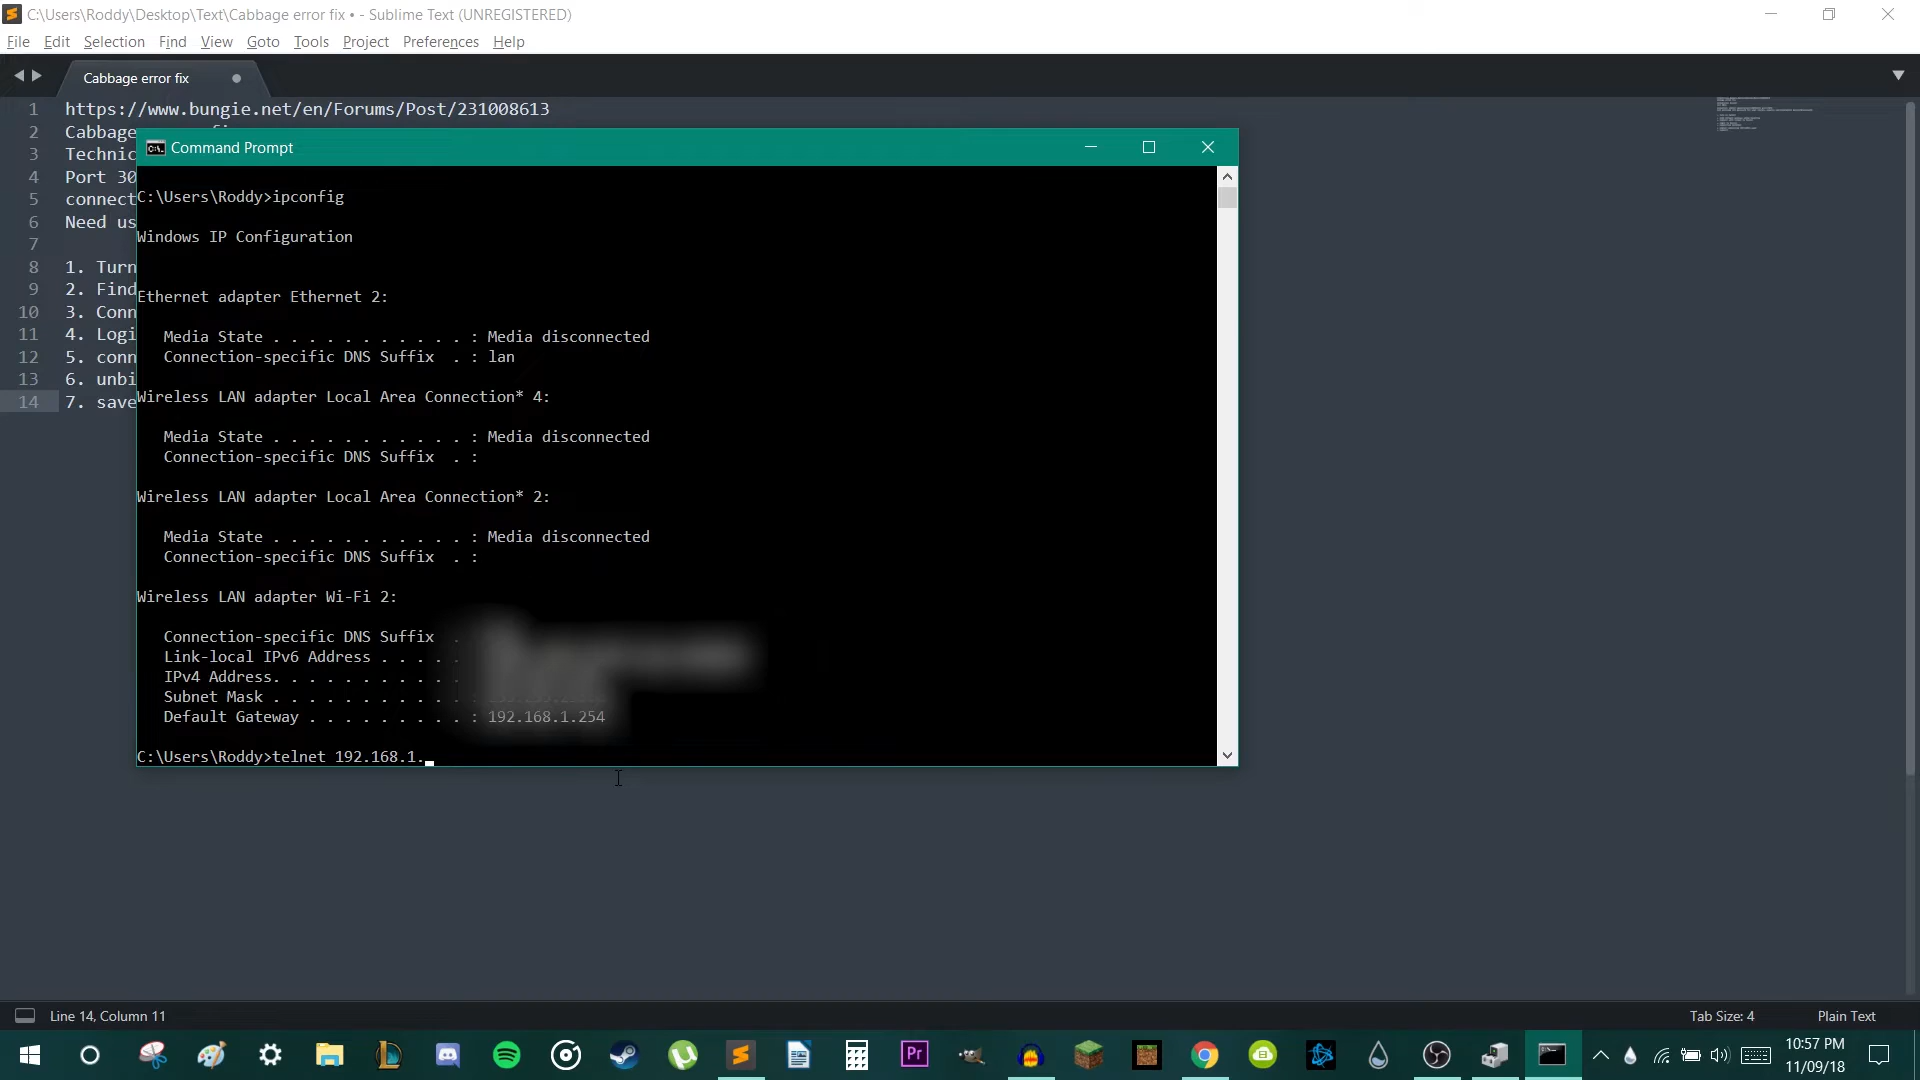 C:\Users\Roddy\Desktop\Text\Cabbage error fix • - Sublime Text (UNREGISTERED)
File Edit Selection Find View Goto Tools Project Preferences Help
Cabbage error fix
1 https://www.bungie.net/en/Forums/Post/231008613
2 Cabbage
3 Technic
4 Port 30
5 connect
6 Need us
7
8 1. Turn
9 2. Find
10 3. Conn
11 4. Logi
12 5. conn
13 6. unbi
14 7. save
Command Prompt
C:\Users\Roddy>ipconfig
Windows IP Configuration
Ethernet adapter Ethernet 2:
Media State . . . . . . . . . . . : Media disconnected
Connection-specific DNS Suffix . : lan
Wireless LAN adapter Local Area Connection* 4:
Media State . . . . . . . . . . . : Media disconnected
Connection-specific DNS Suffix . :
Wireless LAN adapter Local Area Connection* 2:
Media State . . . . . . . . . . . : Media disconnected
Connection-specific DNS Suffix . :
Wireless LAN adapter Wi-Fi 2:
Connection-specific DNS Suffix .
Link-local IPv6 Address . . . . .
IPv4 Address. . . . . . . . . . .
Subnet Mask . . . . . . . . . . . :
Default Gateway . . . . . . . . . : 192.168.1.254
C:\Users\Roddy>telnet 192.168.1.
Line 14, Column 11
Tab Size: 4
Plain Text
Pr
10:57 PM
11/09/18